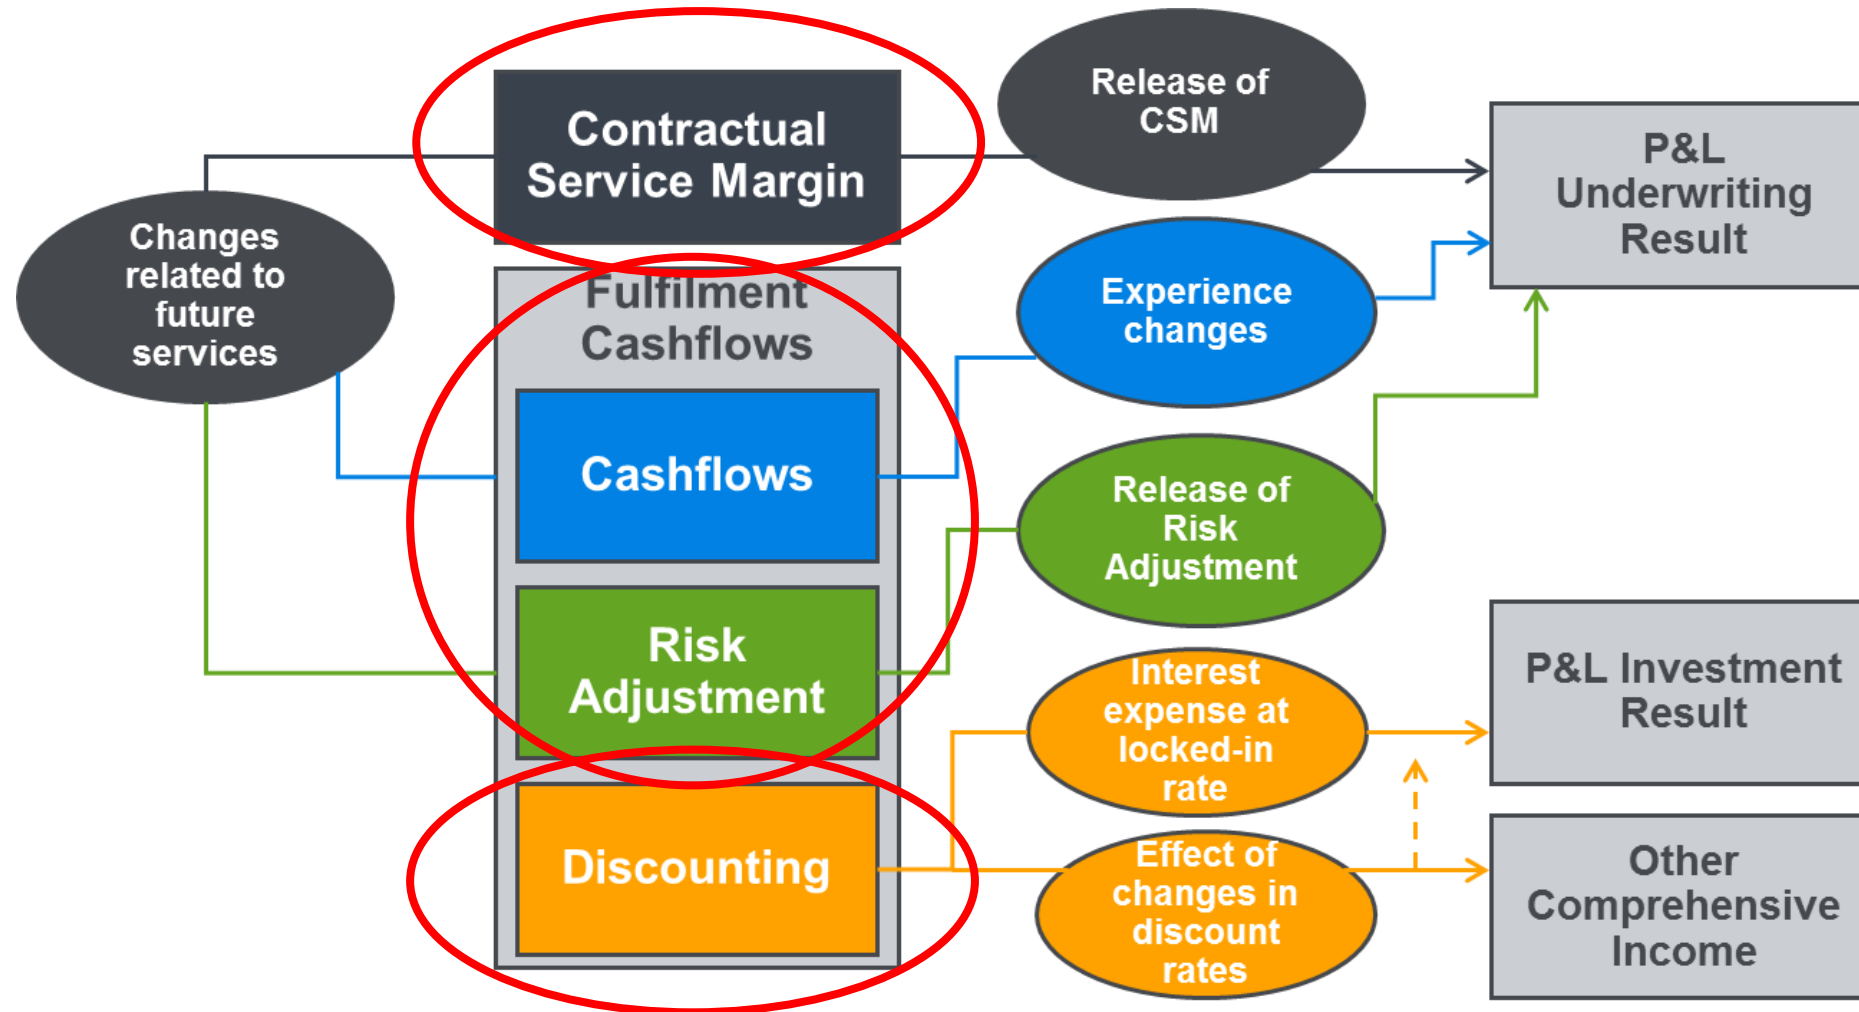 Contractual
Service Margin
Release of
CSM
P&L
Underwriting
Result
Changes
related to
future
services
Fulfilment
Cashflows
Experience
changes
Cashflows
Release of
Risk
Adjustment
Risk
Adjustment
Interest
expense at
locked-in
rate
P&L Investment
Result
Discounting
Effect of
changes in
discount
rates
Other
Comprehensive
Income